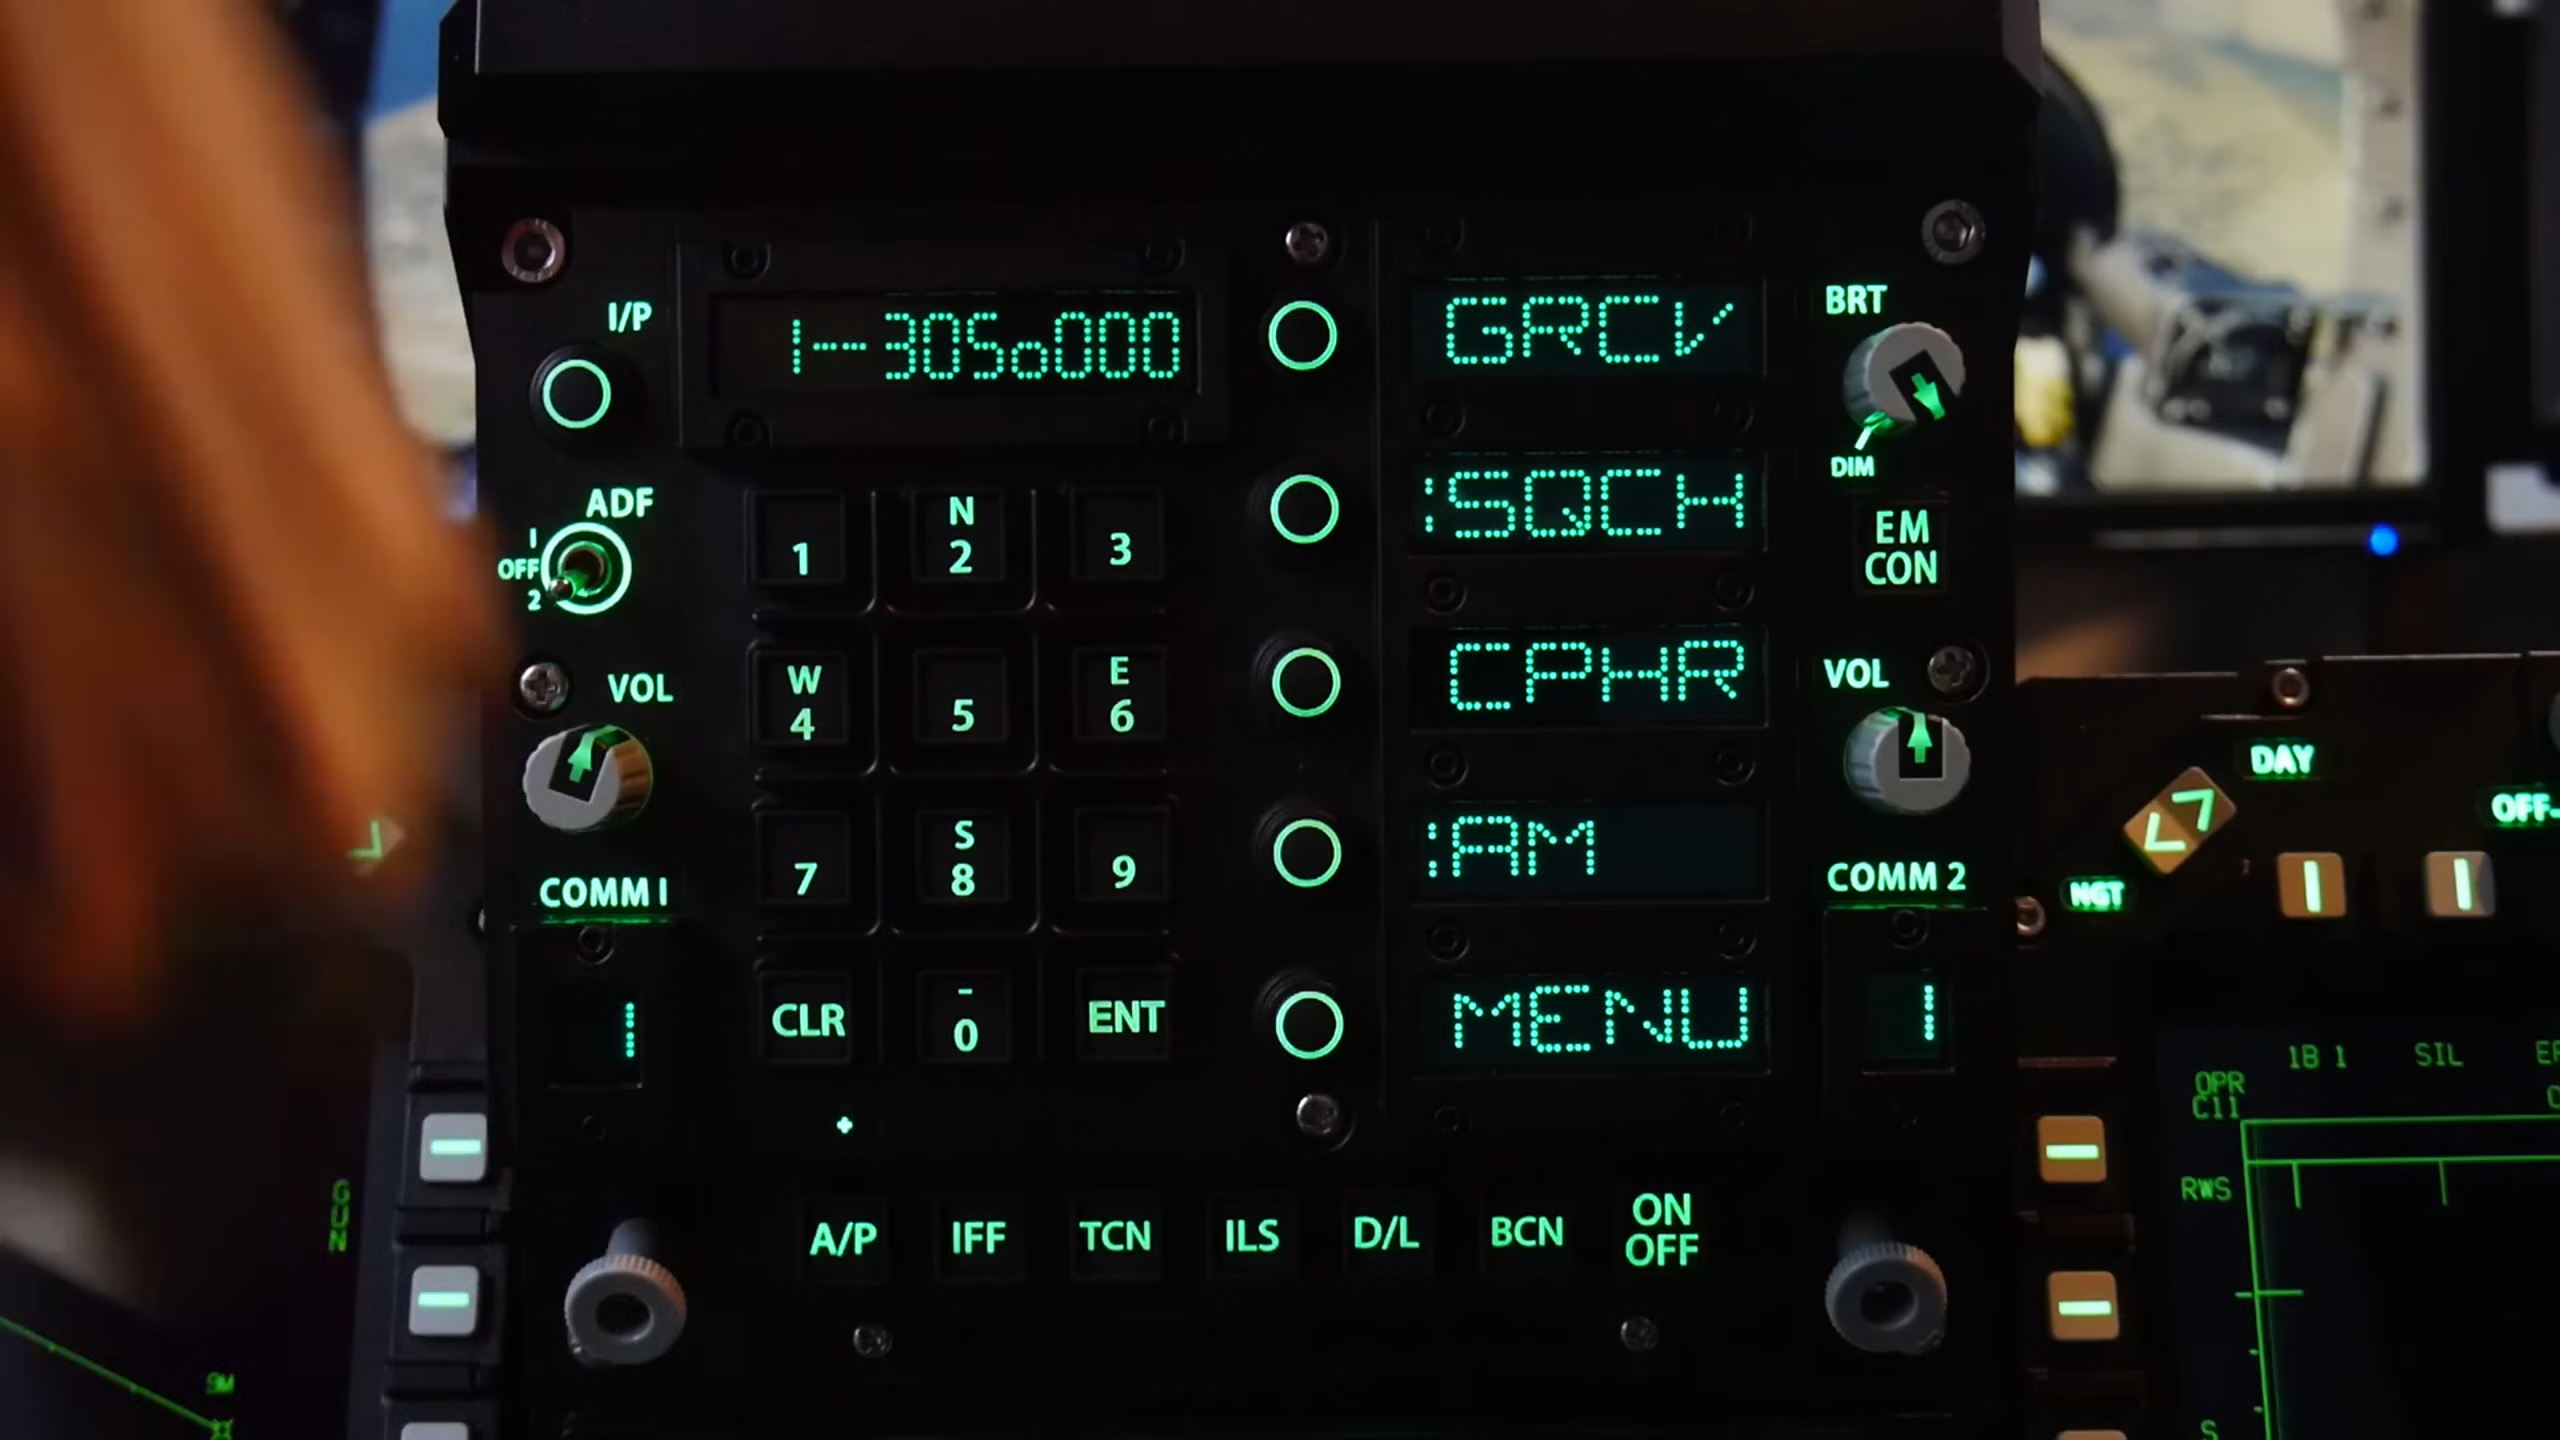 I/P
1--305o000
GRCV
BRT
DIM
ADF
1
OFF
2
:SQCH
EM
CON
1
N
2
3
VOL
W
4
5
E
6
CPHR
VOL
7
S
8
9
:AM
COMM 1
COMM 2
CLR
-
0
ENT
MENU
1
1
A/P
IFF
TCN
ILS
D/L
BCN
ON
OFF
DAY
NGT
OFF-
1B 1
SIL
OPR
C11
RWS
S
GUN
9M